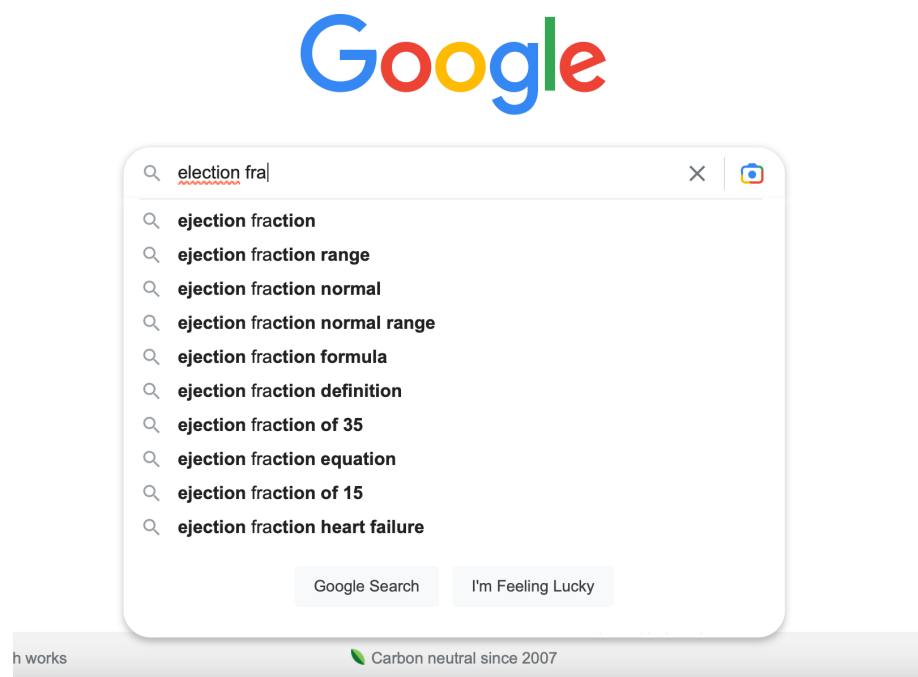 Google
election fra
ejection fraction
ejection fraction range
ejection fraction normal
ejection fraction normal range
ejection fraction formula
ejection fraction definition
ejection fraction of 35
ejection fraction equation
ejection fraction of 15
ejection fraction heart failure
Google Search I'm Feeling Lucky
h works Carbon neutral since 2007